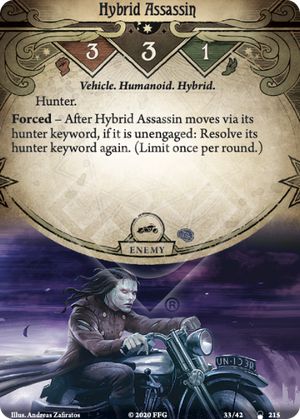 Hybrid Assassin
3 3 1
Vehicle. Humanoid. Hybrid.
Hunter.
Forced – After Hybrid Assassin moves via its
hunter keyword, if it is unengaged: Resolve its
hunter keyword again. (Limit once per round.)
ENEMY
®
Illus. Andreas Zafiratos
© 2020 FFG
33/42
215